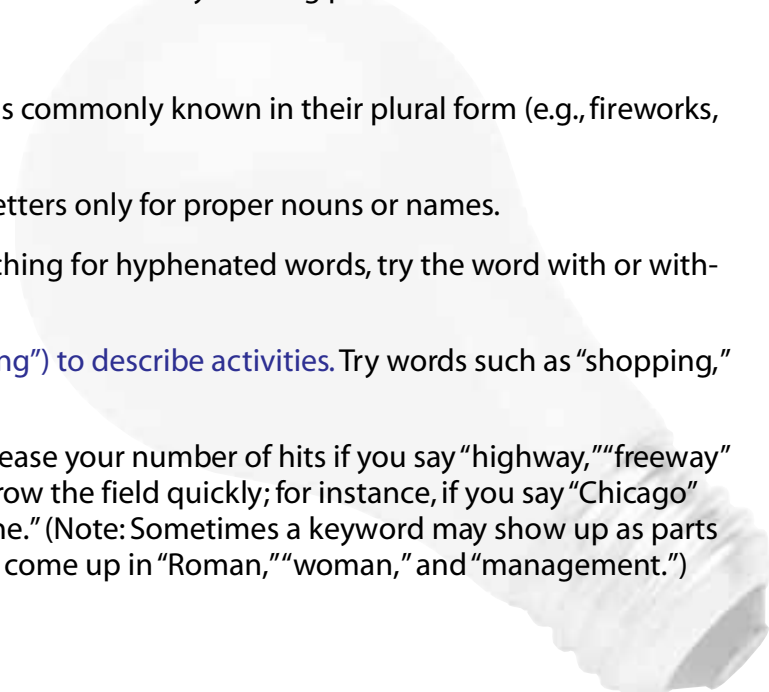 s commonly known in their plural form (e.g., fireworks,
etters only for proper nouns or names.
thing for hyphenated words, try the word with or with-
ng”) to describe activities. Try words such as “shopping,”
ease your number of hits if you say “highway,” “freeway”
row the field quickly; for instance, if you say “Chicago”
ne.” (Note: Sometimes a keyword may show up as parts
come up in “Roman,” “woman,” and “management.”)